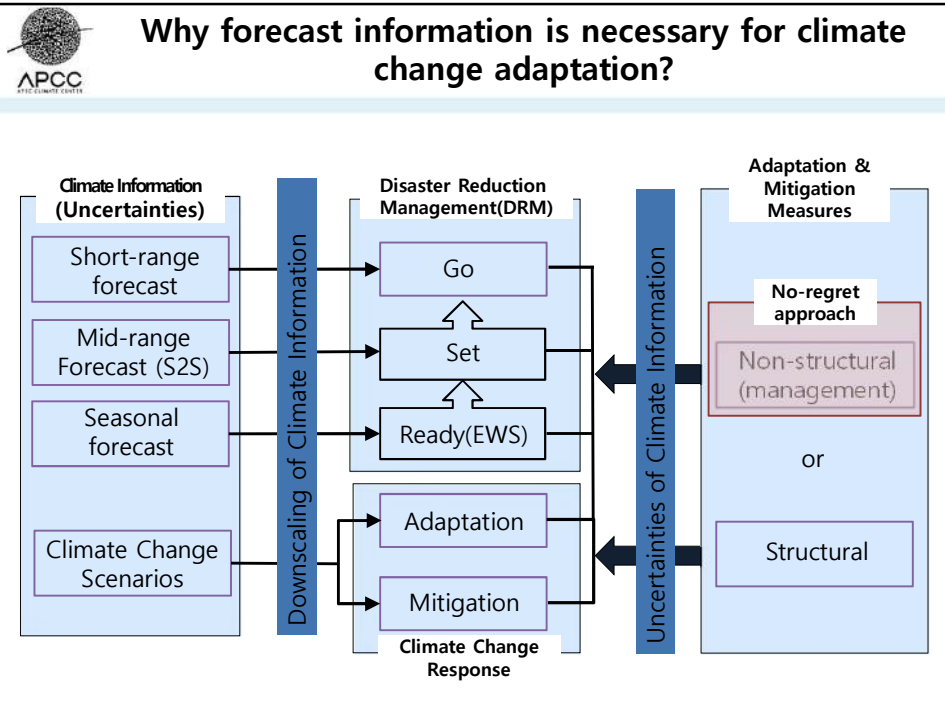 APCC
APEC CLIMATE CENTER
Why forecast information is necessary for climate
change adaptation?
Climate Information
(Uncertainties)
Short-range
forecast
Mid-range
Forecast (S2S)
Seasonal
forecast
Climate Change
Scenarios
Downscaling of Climate Information
Disaster Reduction
Management(DRM)
Go
Set
Ready(EWS)
Adaptation
Mitigation
Climate Change
Response
Uncertainties of Climate Information
Adaptation &
Mitigation
Measures
No-regret
approach
Non-structural
(management)
or
Structural